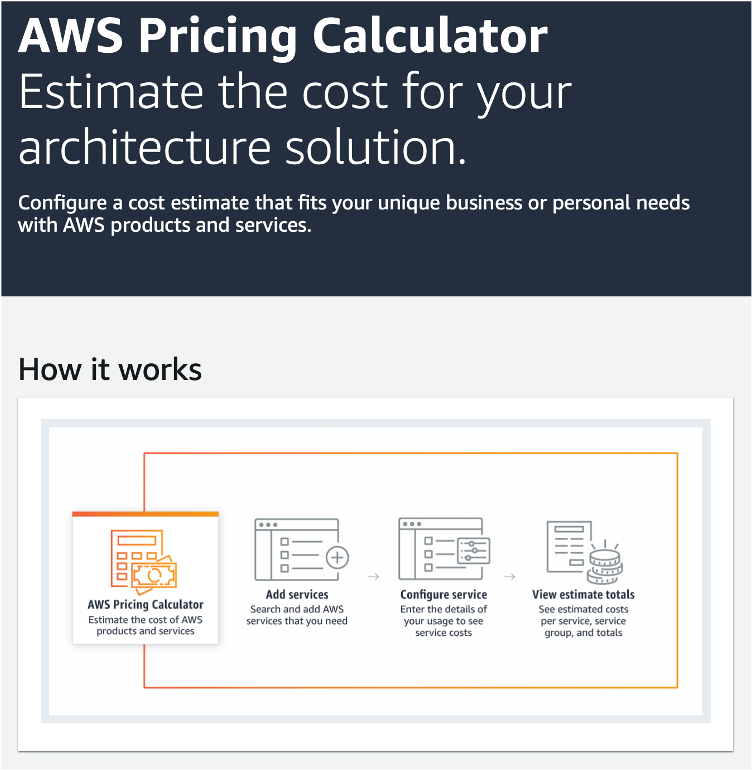 AWS Pricing Calculator
Estimate the cost for your
architecture solution.
Configure a cost estimate that fits your unique business or personal needs
with AWS products and services.
How it works
AWS Pricing Calculator
Estimate the cost of AWS
products and services
Add services
Search and add AWS
services that you need
Configure service
Enter the details of
your usage to see
service costs
View estimate totals
See estimated costs
per service, service
group, and totals